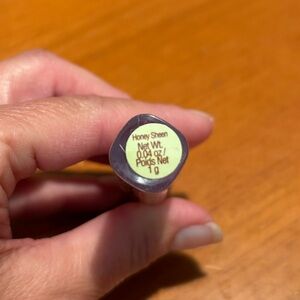 Honey Sheen
Net Wt.
0.04 oz /
Poids Net
1 g